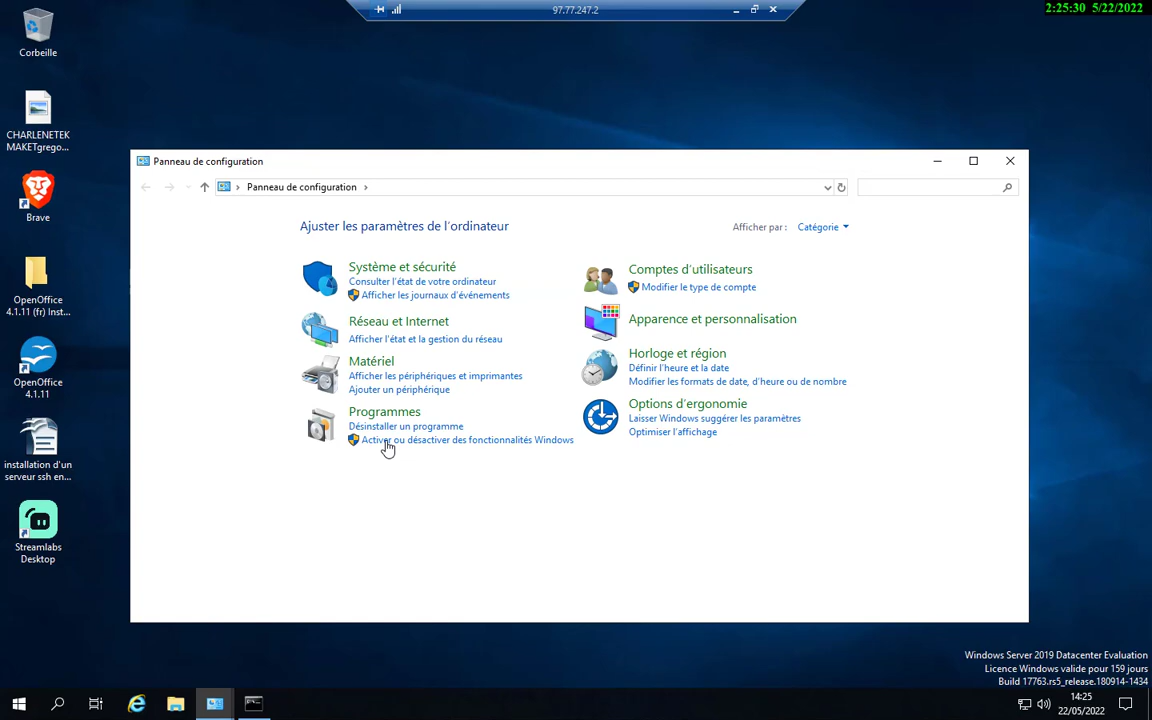 97.77.247.2
2:25:30 5/22/2022
Corbeille
CHARLENETEK
MAKETgrego...
Brave
OpenOffice
4.1.11 (fr) Inst...
OpenOffice
4.1.11
installation d'un
serveur ssh en...
Streamlabs
Desktop
Panneau de configuration
Panneau de configuration
Ajuster les paramètres de l'ordinateur
Afficher par : Catégorie
Système et sécurité
Consulter l'état de votre ordinateur
Afficher les journaux d'événements
Réseau et Internet
Afficher l'état et la gestion du réseau
Matériel
Afficher les périphériques et imprimantes
Ajouter un périphérique
Programmes
Désinstaller un programme
Activer ou désactiver des fonctionnalités Windows
Comptes d'utilisateurs
Modifier le type de compte
Apparence et personnalisation
Horloge et région
Définir l'heure et la date
Modifier les formats de date, d'heure ou de nombre
Options d'ergonomie
Laisser Windows suggérer les paramètres
Optimiser l'affichage
Windows Server 2019 Datacenter Evaluation
Licence Windows valide pour 159 jours
Build 17763.rs5_release.180914-1434
14:25
22/05/2022